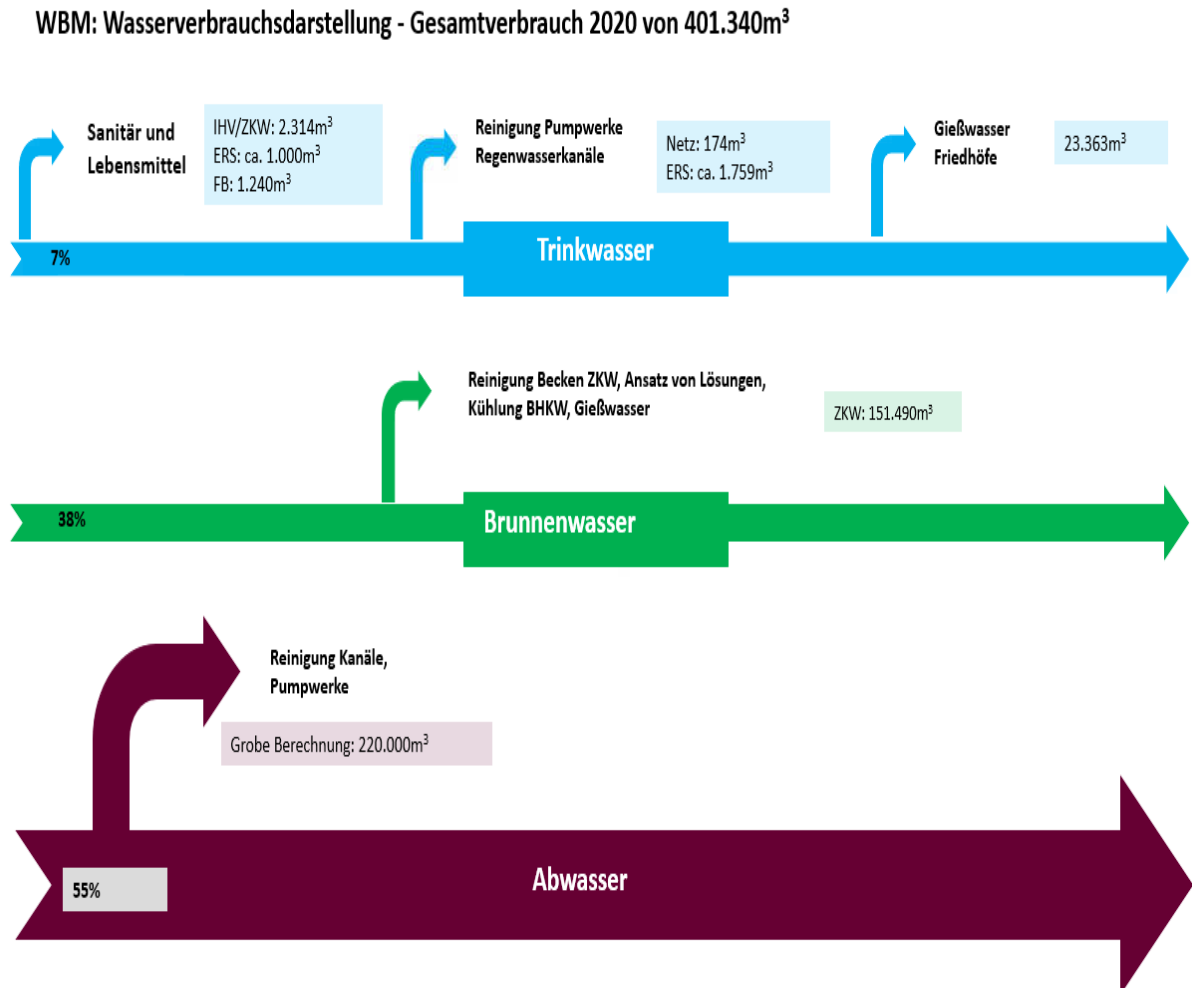 WBM: Wasserverbrauchsdarstellung - Gesamtverbrauch 2020 von 401.340m³
Sanitär und
Lebensmittel
IHV/ZKW: 2.314m³
ERS: ca. 1.000m³
FB: 1.240m³
Reinigung Pumpwerke
Regenwasserkanäle
Netz: 174m³
ERS: ca. 1.759m³
Gießwasser
Friedhöfe
23.363m³
7%
Trinkwasser
Reinigung Becken ZKW, Ansatz von Lösungen,
Kühlung BHKW, Gießwasser
ZKW: 151.490m³
38%
Brunnenwasser
Reinigung Kanäle,
Pumpwerke
Grobe Berechnung: 220.000m³
55%
Abwasser